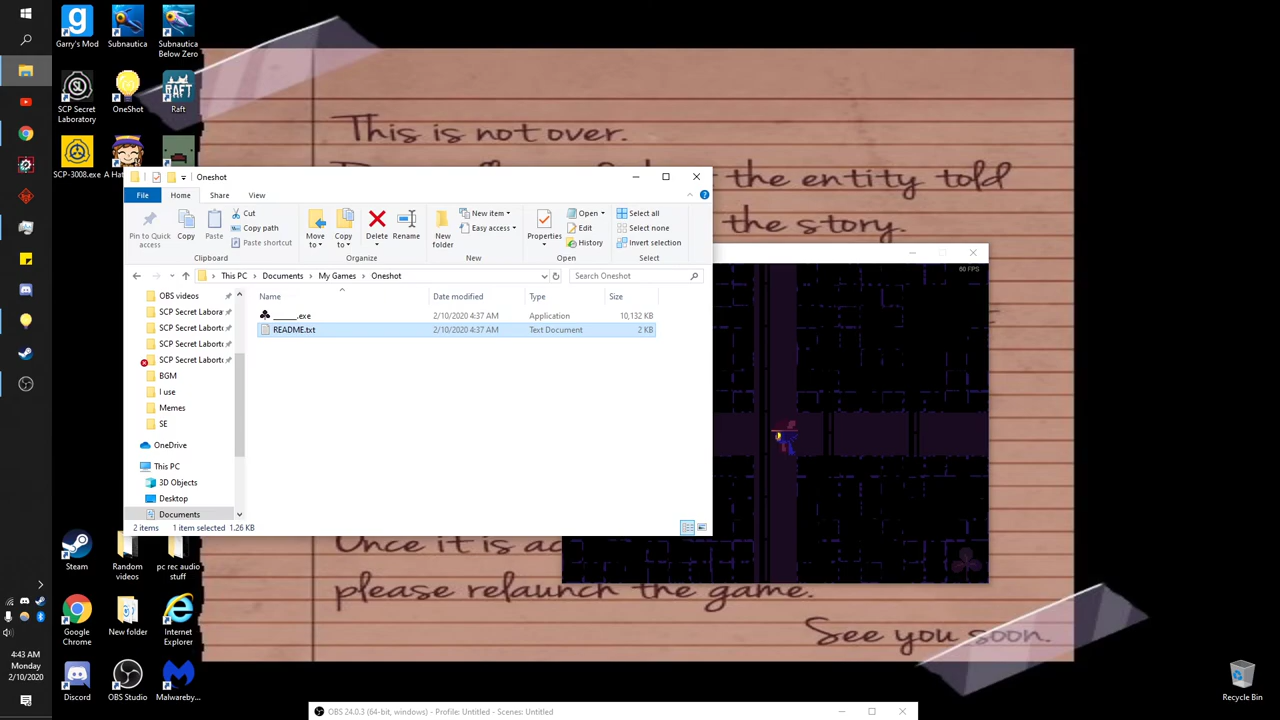 Garry's Mod
Subnautica
Subnautica Below Zero
SCP Secret Laboratory
OneShot
RAFT
Raft
SCP-3008.exe
A Hat
This is not over.
the entity told
the story.
Once it is ac
please relaunch the game.
See you soon.
Oneshot
File
Home
Share
View
Pin to Quick access
Copy
Paste
Cut
Copy path
Paste shortcut
Clipboard
Move to
Copy to
Delete
Rename
Organize
New folder
New item
Easy access
New
Properties
Open
Edit
History
Open
Select all
Select none
Invert selection
Select
This PC > Documents > My Games > Oneshot
Search Oneshot
Name
Date modified
Type
Size
______.exe
2/10/2020 4:37 AM
Application
10,132 KB
README.txt
2/10/2020 4:37 AM
Text Document
2 KB
OBS videos
SCP Secret Labora
SCP Secret Laborto
SCP Secret Laborto
SCP Secret Laborto
BGM
I use
Memes
SE
OneDrive
This PC
3D Objects
Desktop
Documents
2 items
1 item selected 1.26 KB
60 FPS
Steam
Random videos
pc rec audio stuff
Google Chrome
New folder
Internet Explorer
Discord
OBS Studio
Malwareby...
4:43 AM
Monday
2/10/2020
Recycle Bin
OBS 24.0.3 (64-bit, windows) - Profile: Untitled - Scenes: Untitled